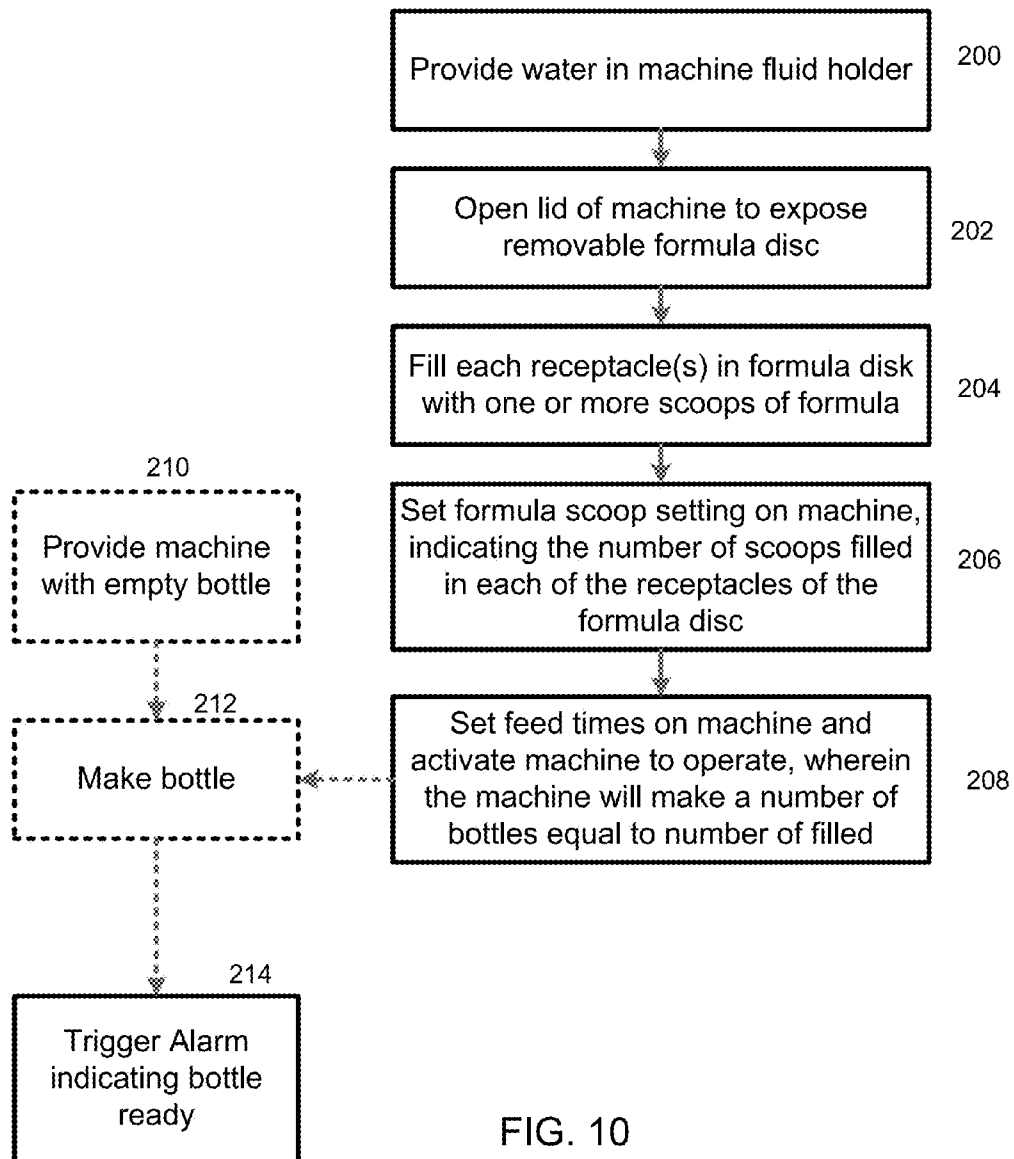 Provide water in machine fluid holder
200
Open lid of machine to expose
removable formula disc
202
Fill each receptacle(s) in formula disk
with one or more scoops of formula
204
Set formula scoop setting on machine,
indicating the number of scoops filled
in each of the receptacles of the
formula disc
206
210
Provide machine
with empty bottle
Set feed times on machine and
activate machine to operate, wherein
the machine will make a number of
bottles equal to number of filled
208
212
Make bottle
214
Trigger Alarm
indicating bottle
ready
FIG. 10